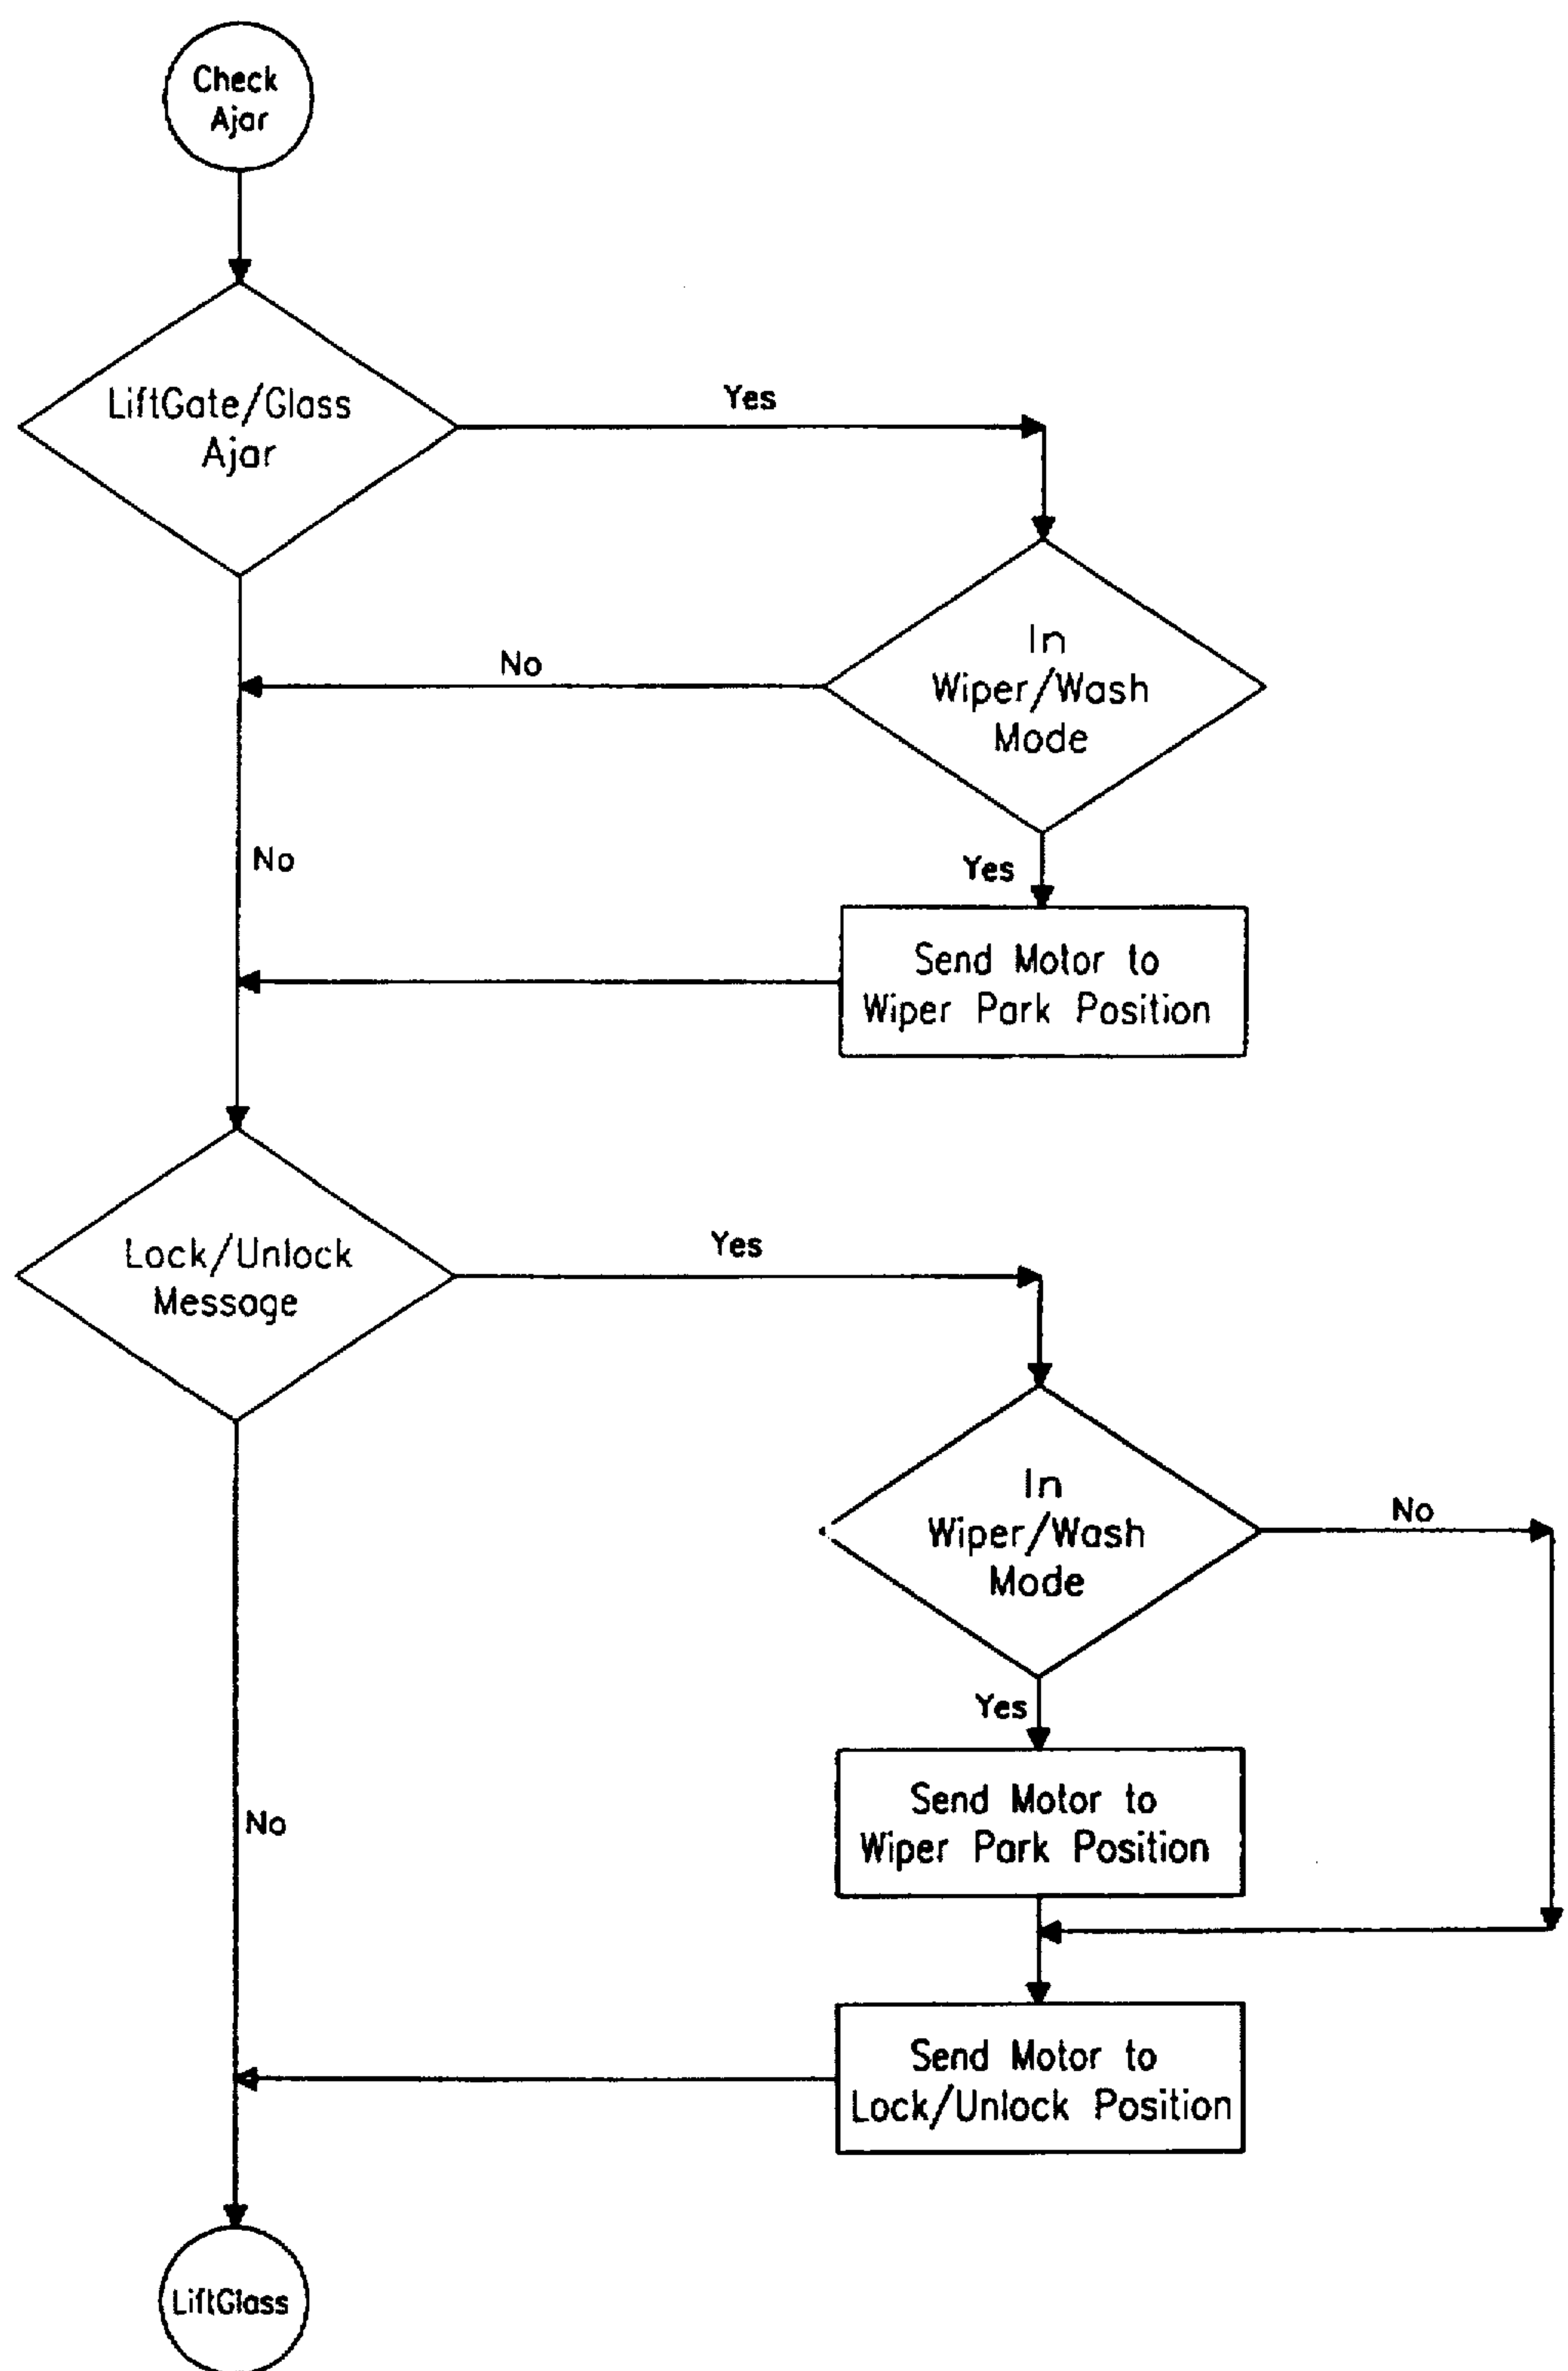 Check
Ajar
LiftGate/Glass
Ajar
Yes
In
Wiper/Wash
Mode
No
No
Yes
Send Motor to
Wiper Park Position
Lock/Unlock
Message
Yes
In
Wiper/Wash
Mode
No
Yes
Send Motor to
Wiper Park Position
No
Send Motor to
Lock/Unlock Position
LiftGlass